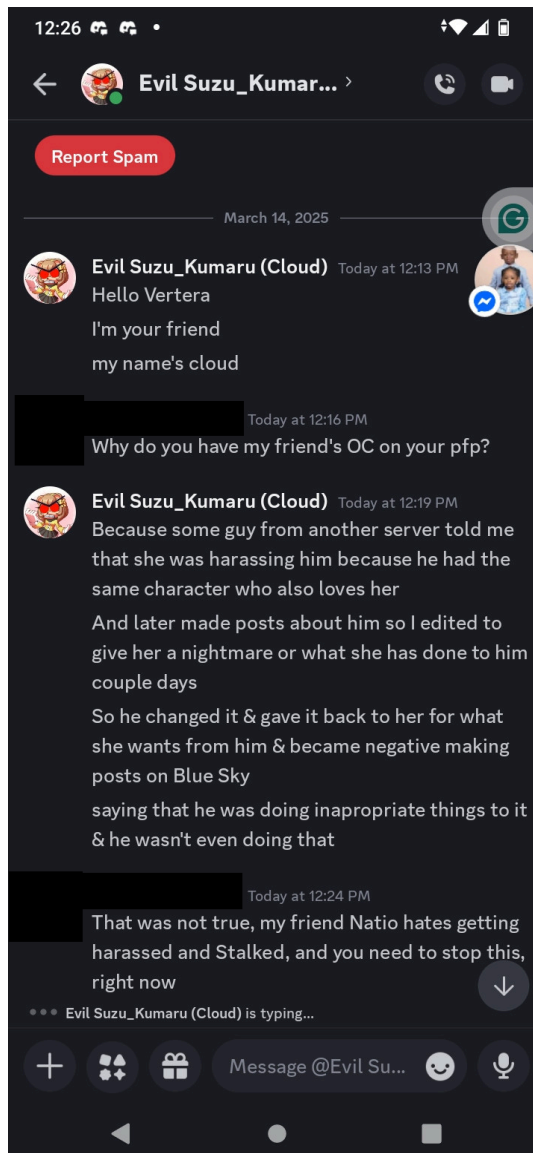 12:26
Evil Suzu_Kumar...
Report Spam
March 14, 2025
G
Evil Suzu_Kumaru (Cloud) Today at 12:13 PM
Hello Vertera
I'm your friend
my name's cloud
Today at 12:16 PM
Why do you have my friend's OC on your pfp?
Evil Suzu_Kumaru (Cloud) Today at 12:19 PM
Because some guy from another server told me
that she was harassing him because he had the
same character who also loves her
And later made posts about him so I edited to
give her a nightmare or what she has done to him
couple days
So he changed it & gave it back to her for what
she wants from him & became negative making
posts on Blue Sky
saying that he was doing inapropriate things to it
& he wasn't even doing that
Today at 12:24 PM
That was not true, my friend Natio hates getting
harassed and Stalked, and you need to stop this,
right now
Evil Suzu_Kumaru (Cloud) is typing...
Message @Evil Su...